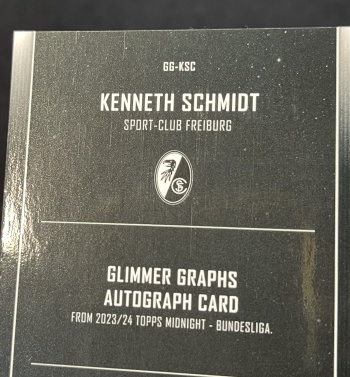 GG-KSC
KENNETH SCHMIDT
SPORT-CLUB FREIBURG
GLIMMER GRAPHS
AUTOGRAPH CARD
FROM 2023/24 TOPPS MIDNIGHT - BUNDESLIGA.